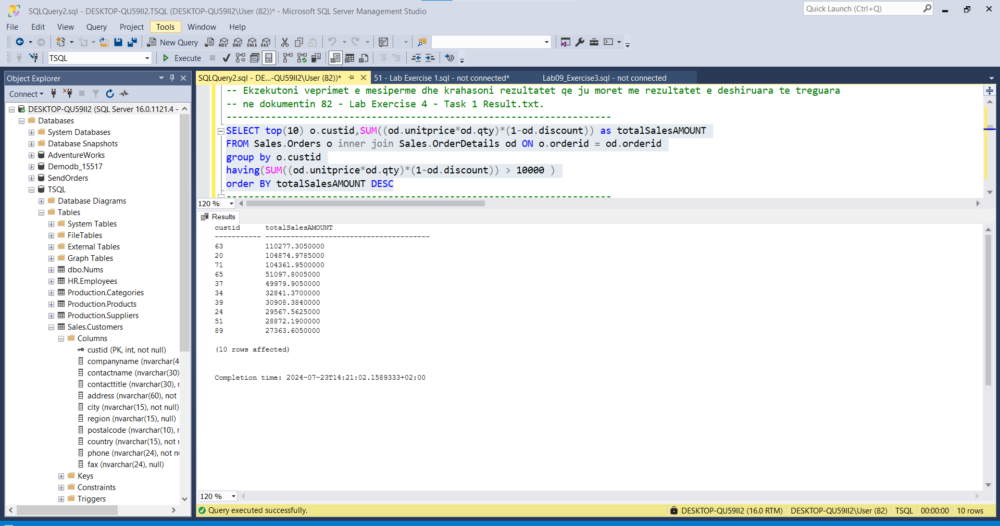 SQLQuery2.sql - DESKTOP-QU59II2.TSQL (DESKTOP-QU59II2\User (82))* - Microsoft SQL Server Management Studio
Quick Launch (Ctrl+Q)
File Edit View Query Project Tools Window Help
New Query MDX DMX XMLA DAX
TSQL Execute
Object Explorer
Connect
DESKTOP-QU59II2 (SQL Server 16.0.1121.4 -
Databases
System Databases
Database Snapshots
AdventureWorks
Demodb_15517
SendOrders
TSQL
Database Diagrams
Tables
System Tables
FileTables
External Tables
Graph Tables
dbo.Nums
HR.Employees
Production.Categories
Production.Products
Production.Suppliers
Sales.Customers
Columns
custid (PK, int, not null)
companyname (nvarchar(4
contactname (nvarchar(30)
contacttitle (nvarchar(30), r
address (nvarchar(60), not
city (nvarchar(15), not null)
region (nvarchar(15), null)
postalcode (nvarchar(10), r
country (nvarchar(15), not r
phone (nvarchar(24), not nu
fax (nvarchar(24), null)
Keys
Constraints
Triggers
SQLQuery2.sql - DE...-QU59II2\User (82))* 51 - Lab Exercise 1.sql - not connected* Lab09_Exercise3.sql - not connected
-- Ekzekutoni veprimet e mesiperme dhe krahasoni rezultatet qe ju moret me rezultatet e deshiruara te treguara
-- ne dokumentin 82 - Lab Exercise 4 - Task 1 Result.txt.
---------------------------------------------------------------------
SELECT top(10) o.custid,SUM((od.unitprice*od.qty)*(1-od.discount)) as totalSalesAMOUNT
FROM Sales.Orders o inner join Sales.OrderDetails od ON o.orderid = od.orderid
group by o.custid
having(SUM((od.unitprice*od.qty)*(1-od.discount)) > 10000 )
order BY totalSalesAMOUNT DESC
---------------------------------------------------------------------
120 %
Results
custid totalSalesAMOUNT
----------- ---------------------------------------
63 110277.3050000
20 104874.9785000
71 104361.9500000
65 51097.8005000
37 49979.9050000
34 32841.3700000
39 30908.3840000
24 29567.5625000
51 28872.1900000
89 27363.6050000
(10 rows affected)
Completion time: 2024-07-23T14:21:02.1589333+02:00
120 %
Query executed successfully. DESKTOP-QU59II2 (16.0 RTM) DESKTOP-QU59II2\User (82) TSQL 00:00:00 10 rows